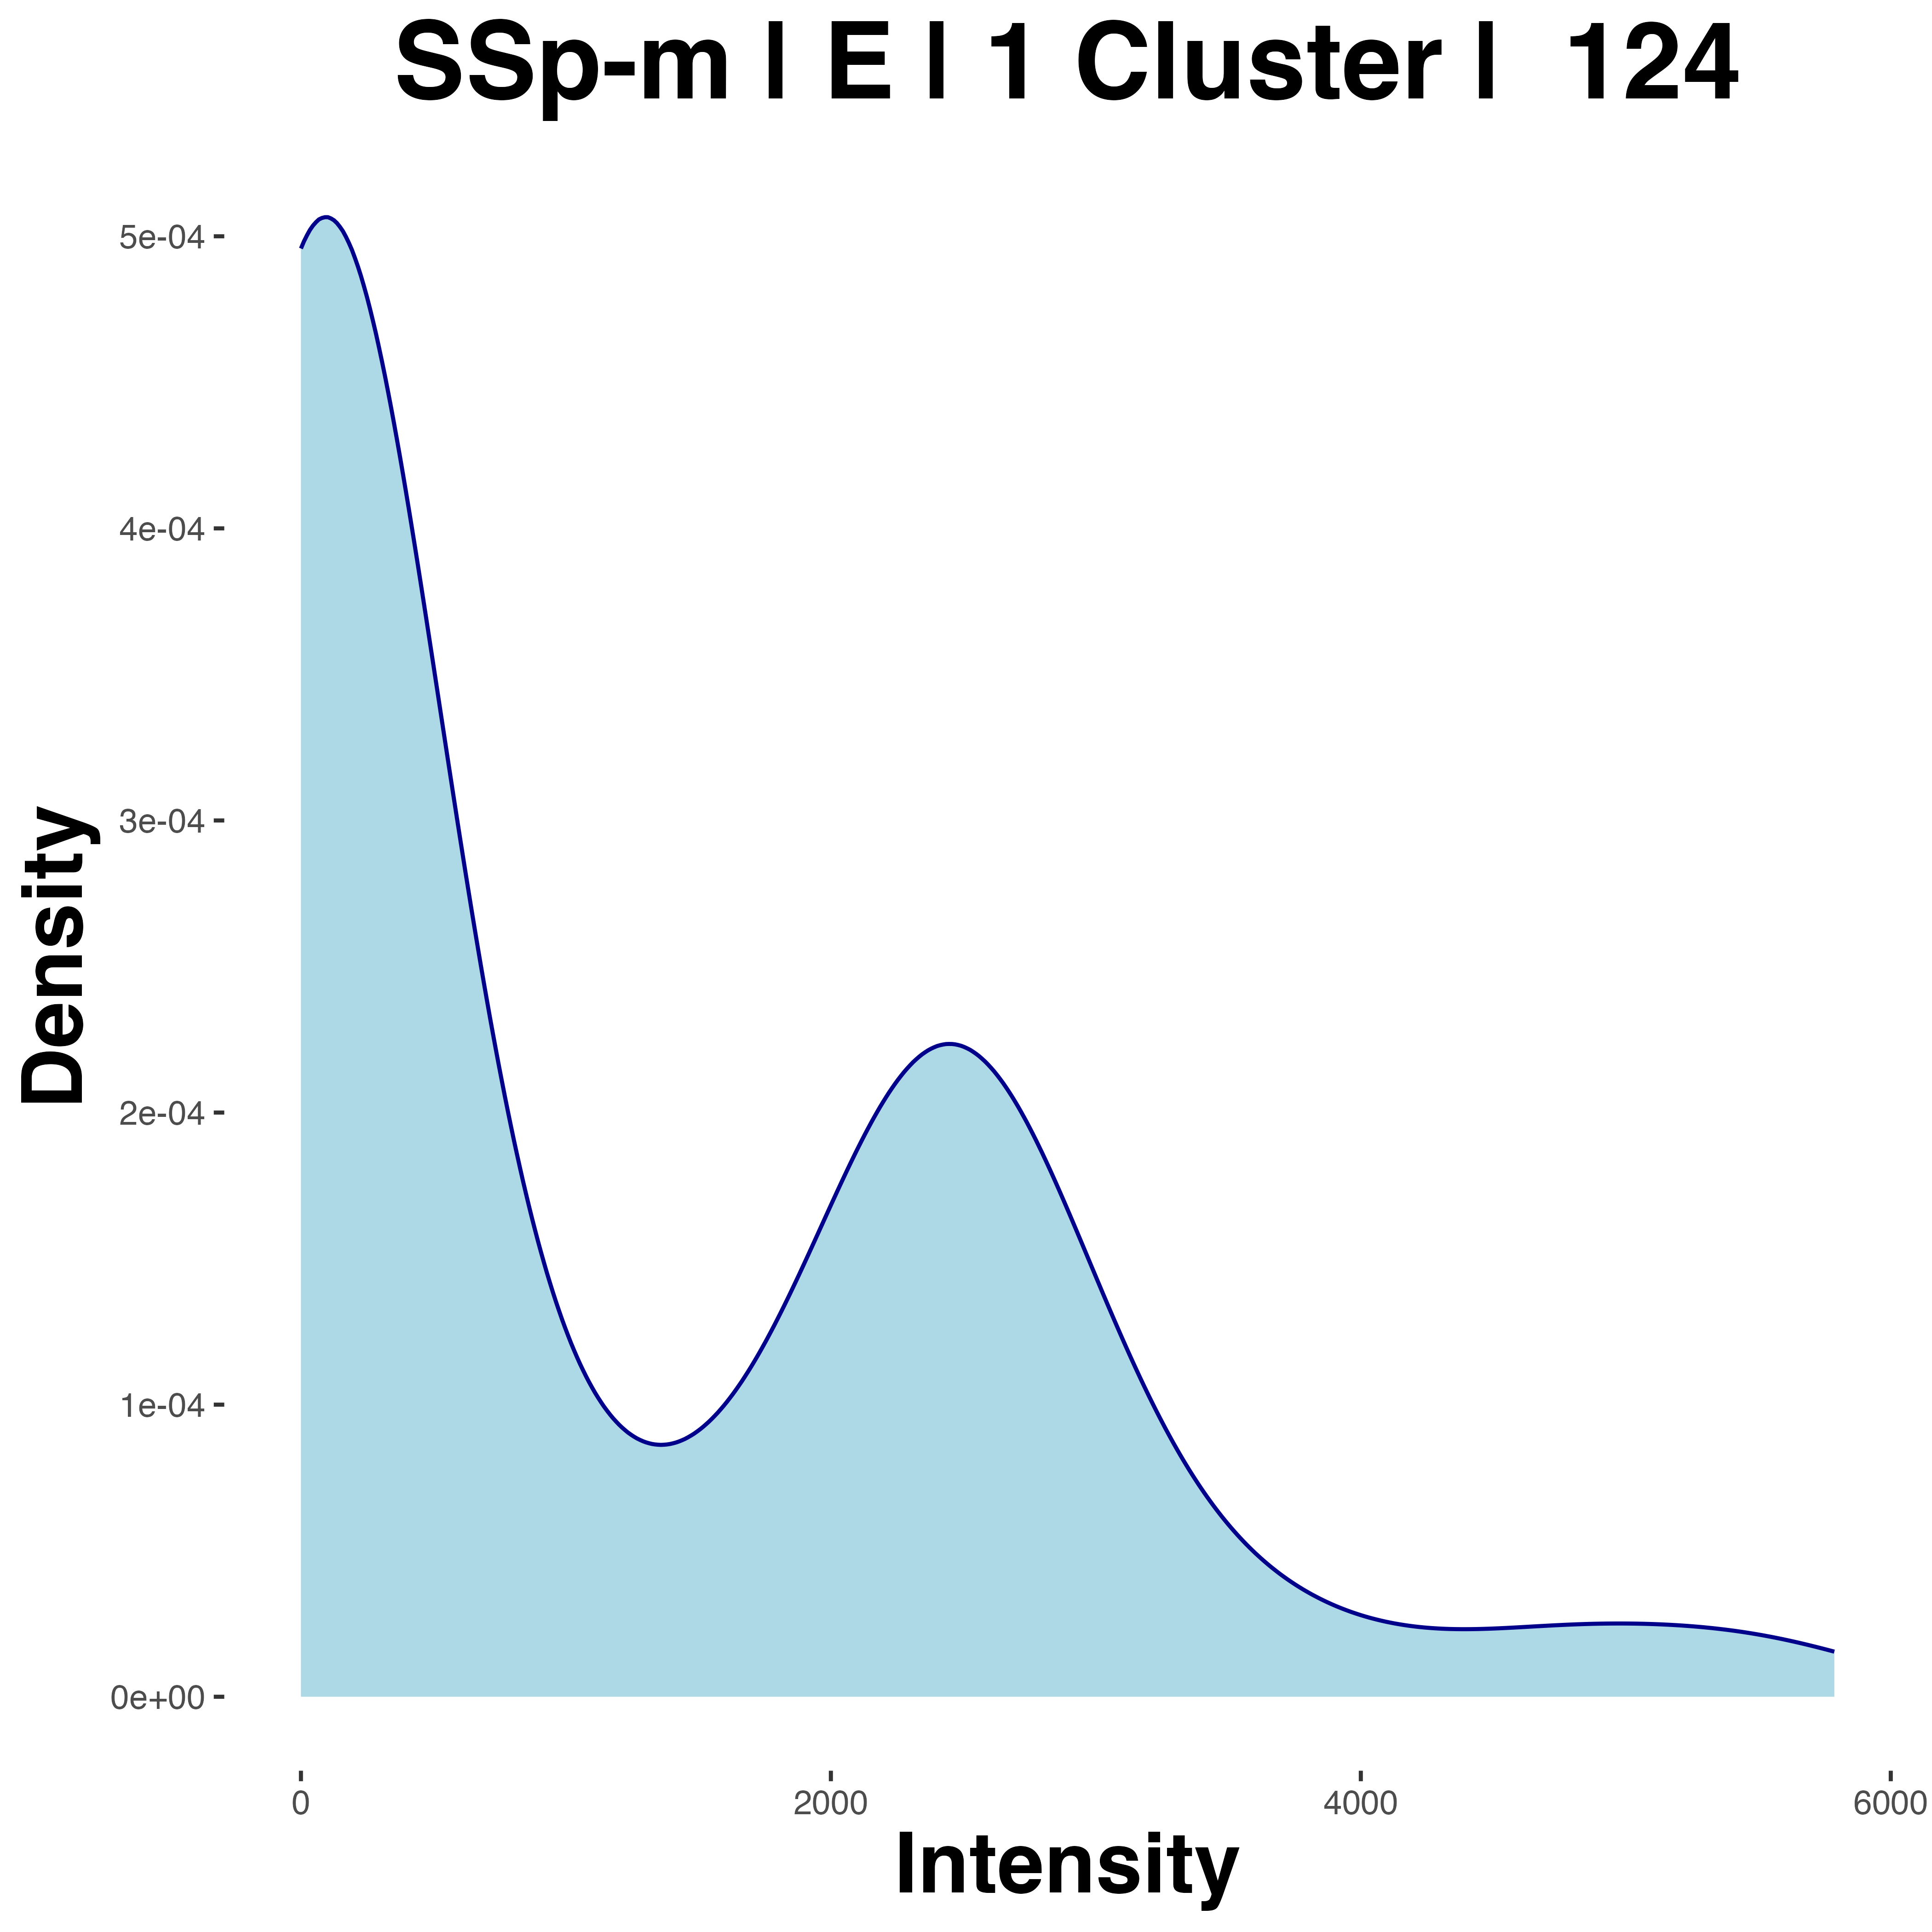 SSp-m | E | 1 Cluster |  124
5e-04
4e-04
3e-04
2e-04
1e-04
0e+00
Density
0 2000 4000 6000
Intensity